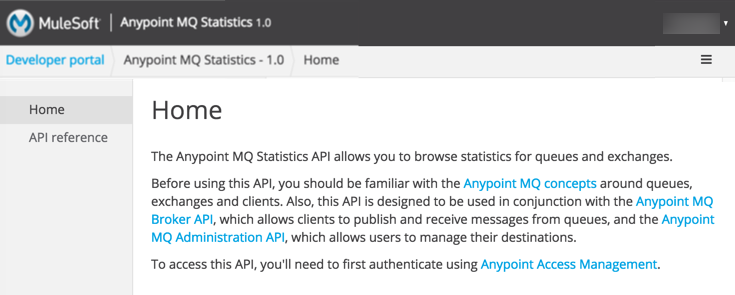 MuleSoft | Anypoint MQ Statistics 1.0
Developer portal Anypoint MQ Statistics - 1.0 Home
Home
API reference
Home
The Anypoint MQ Statistics API allows you to browse statistics for queues and exchanges.
Before using this API, you should be familiar with the Anypoint MQ concepts around queues,
exchanges and clients. Also, this API is designed to be used in conjunction with the Anypoint MQ
Broker API, which allows clients to publish and receive messages from queues, and the Anypoint
MQ Administration API, which allows users to manage their destinations.
To access this API, you'll need to first authenticate using Anypoint Access Management.